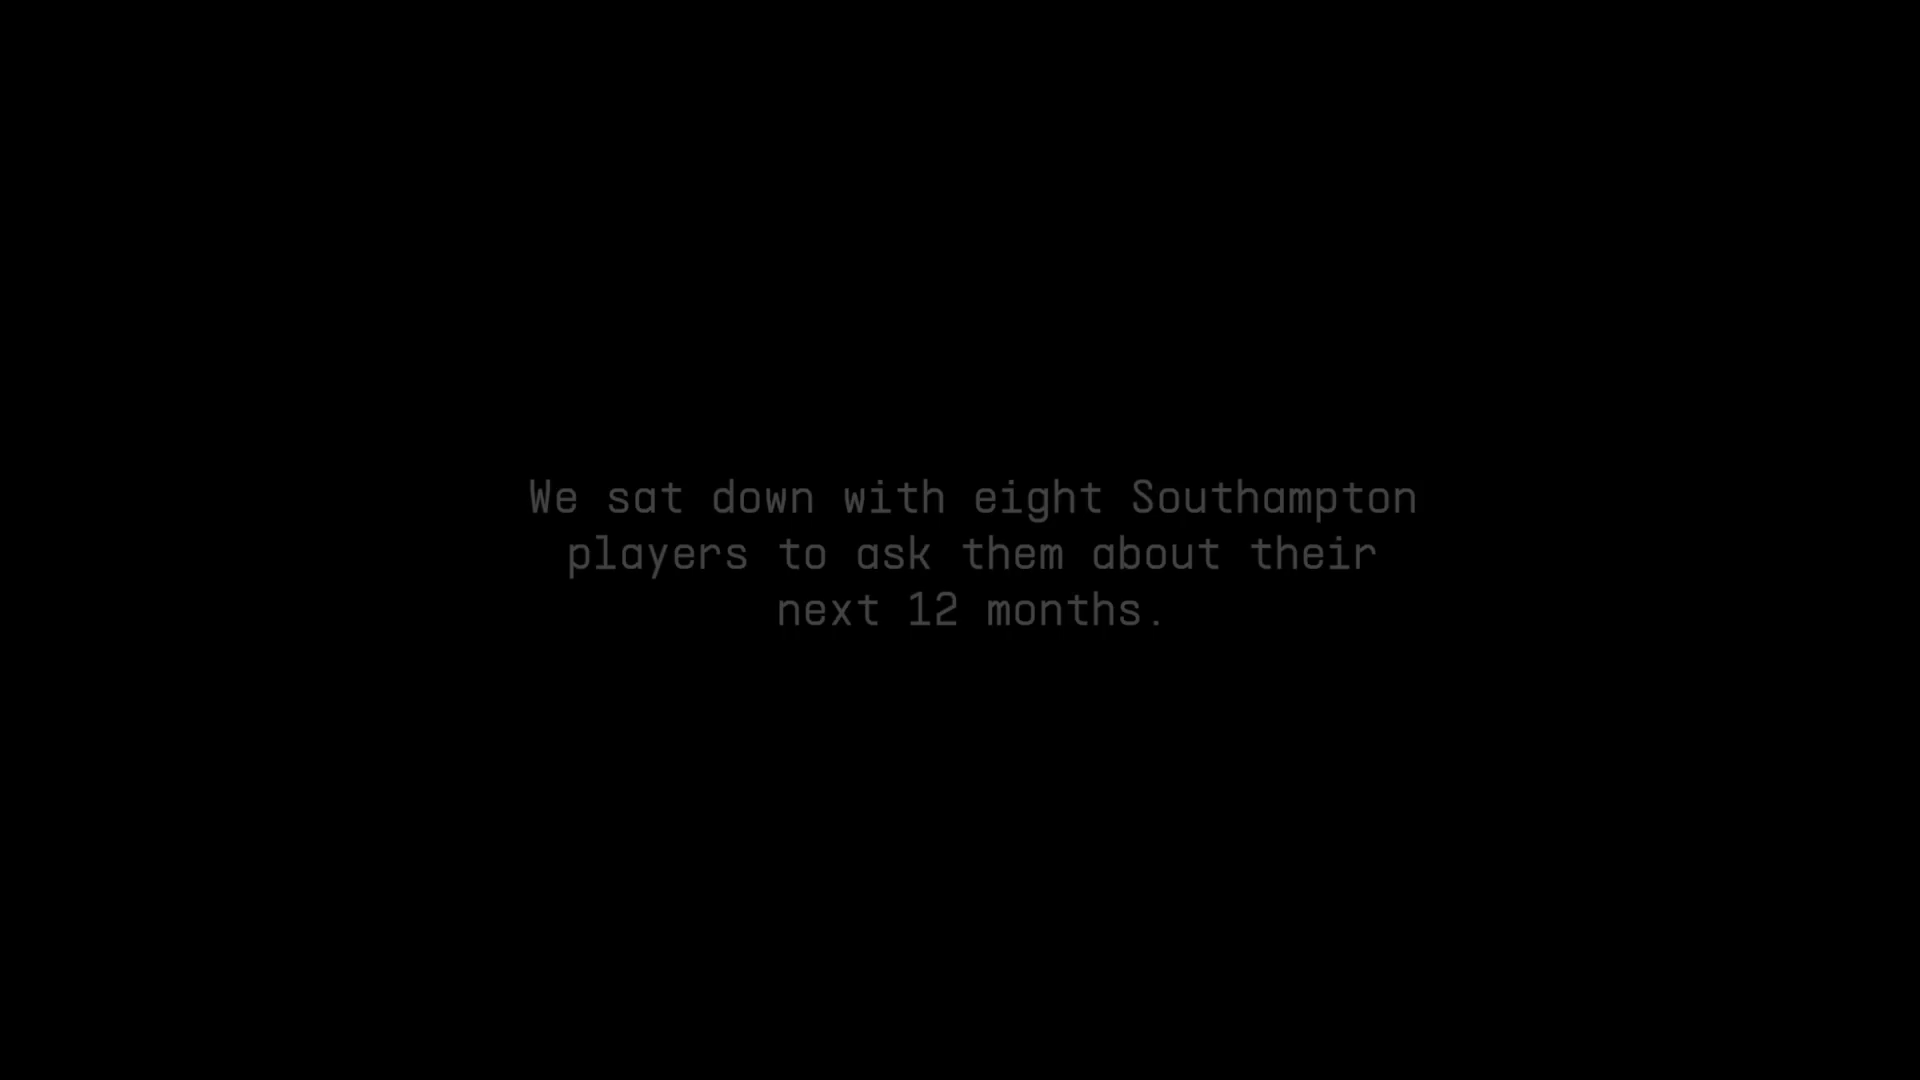 We sat down with eight Southampton
players to ask them about their
next 12 months.